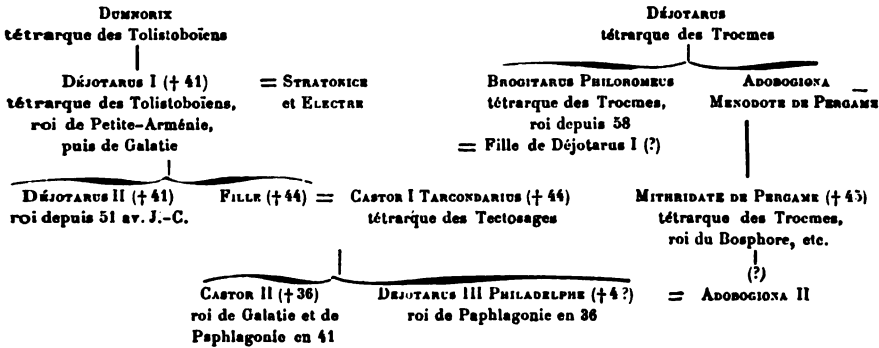 DUMNORIX
tétrarque des Tolistoboïens
DÉJOTARUS
tétrarque des Trocmes
DÉJOTARUS I († 41)
tétrarque des Tolistoboïens,
roi de Petite-Arménie,
puis de Galatie
= STRATONICE
et ELECTRE
BROGITARUS PHILOROMEUS
tétrarque des Trocmes,
roi depuis 58
= Fille de Déjotarus I (?)
ADOBOGIONA
MENODOTE DE PERGAME
DÉJOTARUS II († 41)
roi depuis 51 av. J.-C.
FILLE († 44) =
CASTOR I TARCONDARIUS († 44)
tétrarque des Tectosages
MITHRIDATE DE PERGAME († 45)
tétrarque des Trocmes,
roi du Bosphore, etc.
(?)
CASTOR II († 36)
roi de Galatie et de
Paphlagonie en 41
DEJOTARUS III PHILADELPHE († 4 ?)
roi de Paphlagonie en 36
= ADOBOGIONA II